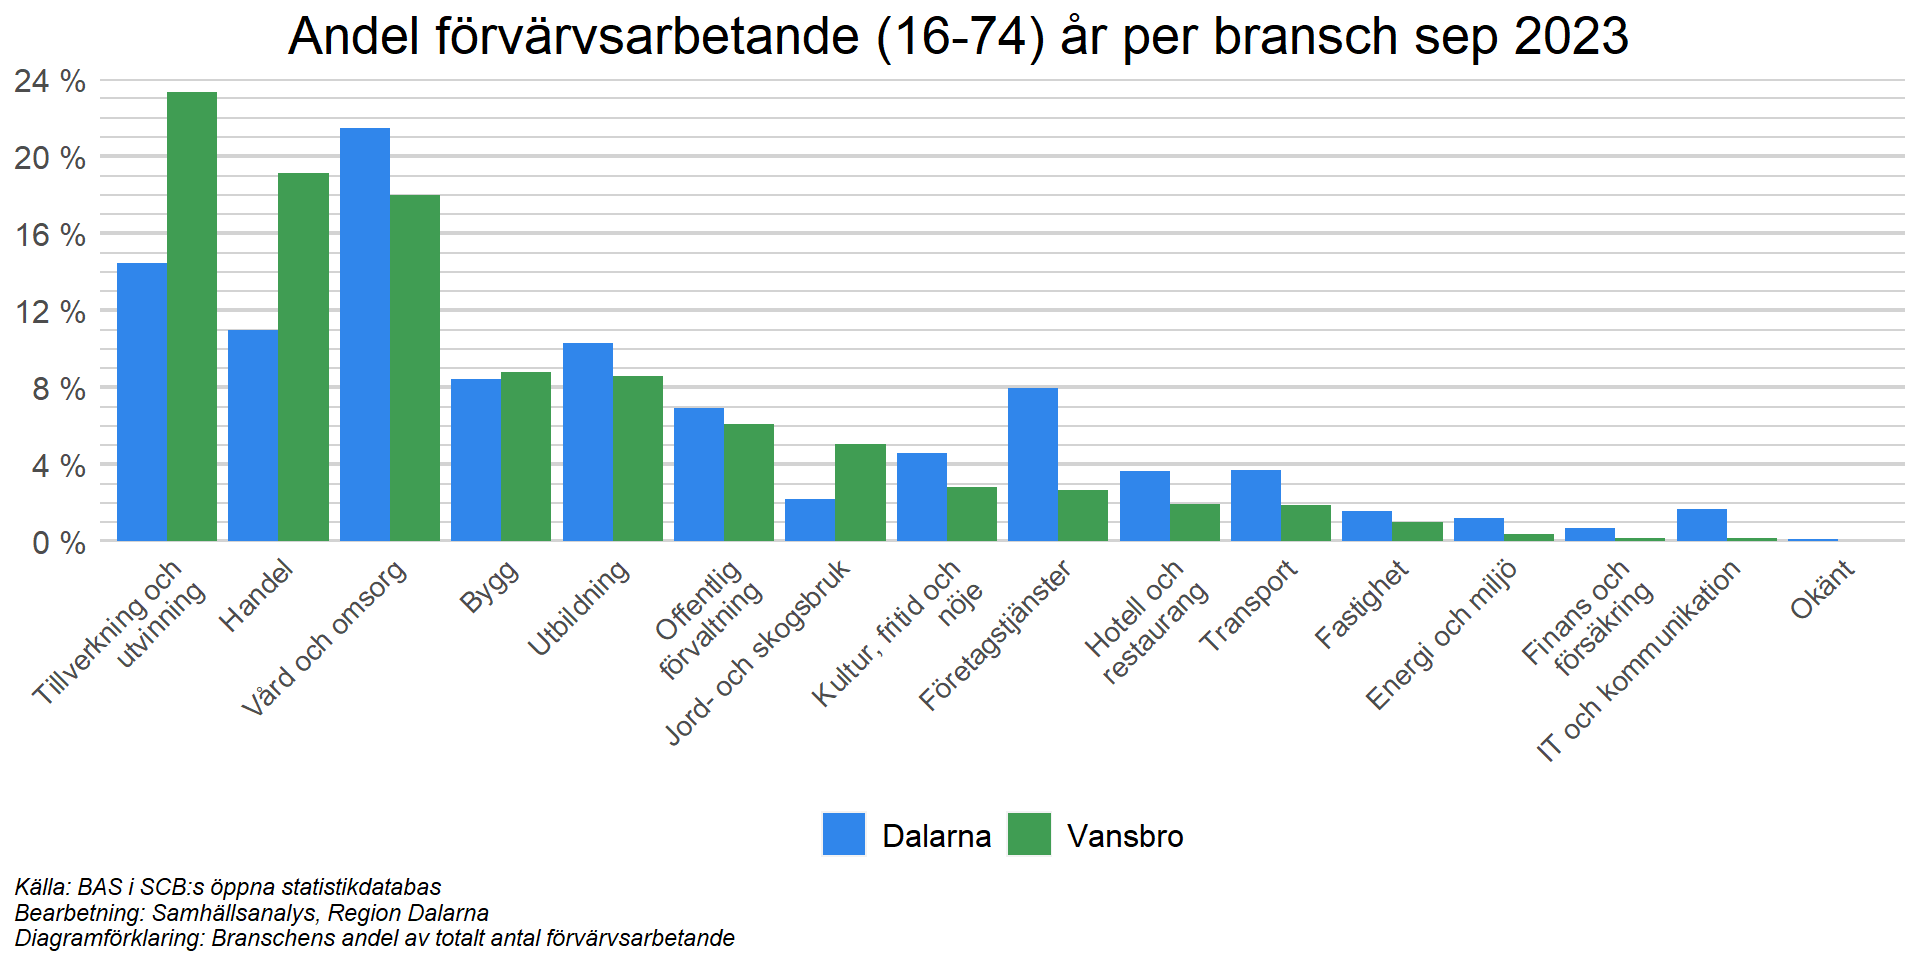 Andel förvärvsarbetande (16-74) år per bransch sep 2023
24 %
20 %
16 %
12 %
8 %
4 %
0 %
Tillverkning och
utvinning
Handel
Vård och omsorg
Bygg
Utbildning
Offentlig
förvaltning
Jord- och skogsbruk
Kultur, fritid och
nöje
Företagstjänster
Hotell och
restaurang
Transport
Fastighet
Energi och miljö
Finans och
försäkring
IT och kommunikation
Okänt
Dalarna
Vansbro
Källa: BAS i SCB:s öppna statistikdatabas
Bearbetning: Samhällsanalys, Region Dalarna
Diagramförklaring: Branschens andel av totalt antal förvärvsarbetande